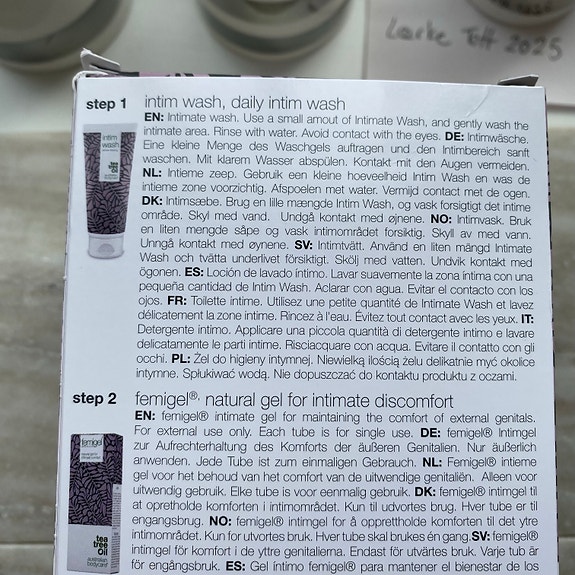 Lærke Toft 2025
step 1 intim wash, daily intim wash
EN: Intimate wash. Use a small amout of Intimate Wash, and gently wash the
intimate area. Rinse with water. Avoid contact with the eyes. DE: Intimwäsche.
Eine kleine Menge des Waschgels auftragen und den Intimbereich sanft
waschen. Mit klarem Wasser abspülen. Kontakt mit den Augen vermeiden.
NL: Intieme zeep. Gebruik een kleine hoeveelheid Intim Wash en was de
intieme zone voorzichtig. Afspoelen met water. Vermijd contact met de ogen.
DK: Intimsæbe. Brug en lille mængde Intim Wash, og vask forsigtigt det intime
område. Skyl med vand. Undgå kontakt med øjnene. NO: Intimvask. Bruk
en liten mengde såpe og vask intimområdet forsiktig. Skyll av med vann.
Unngå kontakt med øynene. SV: Intimtvätt. Använd en liten mängd Intimate
Wash och tvätta underlivet försiktigt. Skölj med vatten. Undvik kontakt med
ögonen. ES: Loción de lavado íntimo. Lavar suavemente la zona íntima con una
pequeña cantidad de Intim Wash. Aclarar con agua. Evitar el contacto con los
ojos. FR: Toilette intime. Utilisez une petite quantité de Intimate Wash et lavez
délicatement la zone intime. Rincez à l'eau. Évitez tout contact avec les yeux. IT:
Detergente intimo. Applicare una piccola quantità di detergente intimo e lavare
delicatamente le parti intime. Risciacquare con acqua. Evitare il contatto con gli
occhi. PL: Żel do higieny intymnej. Niewielką ilością żelu delikatnie myć okolice
intymne. Spłukiwać wodą. Nie dopuszczać do kontaktu produktu z oczami.
intim
wash
tea
tree
oil
step 2 femigel®, natural gel for intimate discomfort
EN: femigel® intimate gel for maintaining the comfort of external genitals.
For external use only. Each tube is for single use. DE: femigel® Intimgel
zur Aufrechterhaltung des Komforts der äußeren Genitalien. Nur äußerlich
anwenden. Jede Tube ist zum einmaligen Gebrauch. NL: Femigel® intieme
gel voor het behoud van het comfort van de uitwendige genitaliën. Alleen voor
uitwendig gebruik. Elke tube is voor eenmalig gebruik. DK: femigel® intimgel til
at opretholde komforten i intimområdet. Kun til udvortes brug. Hver tube er til
engangsbrug. NO: femigel® intimgel for å opprettholde komforten til det ytre
intimområdet. Kun for utvortes bruk. Hver tube skal brukes én gang. SV: femigel®
intimgel för komfort i de yttre genitalierna. Endast för utvärtes bruk. Varje tub är
för engångsbruk. ES: Gel íntimo femigel® para mantener el bienestar de los
femigel
tea
tree
oil
australian
bodycare®